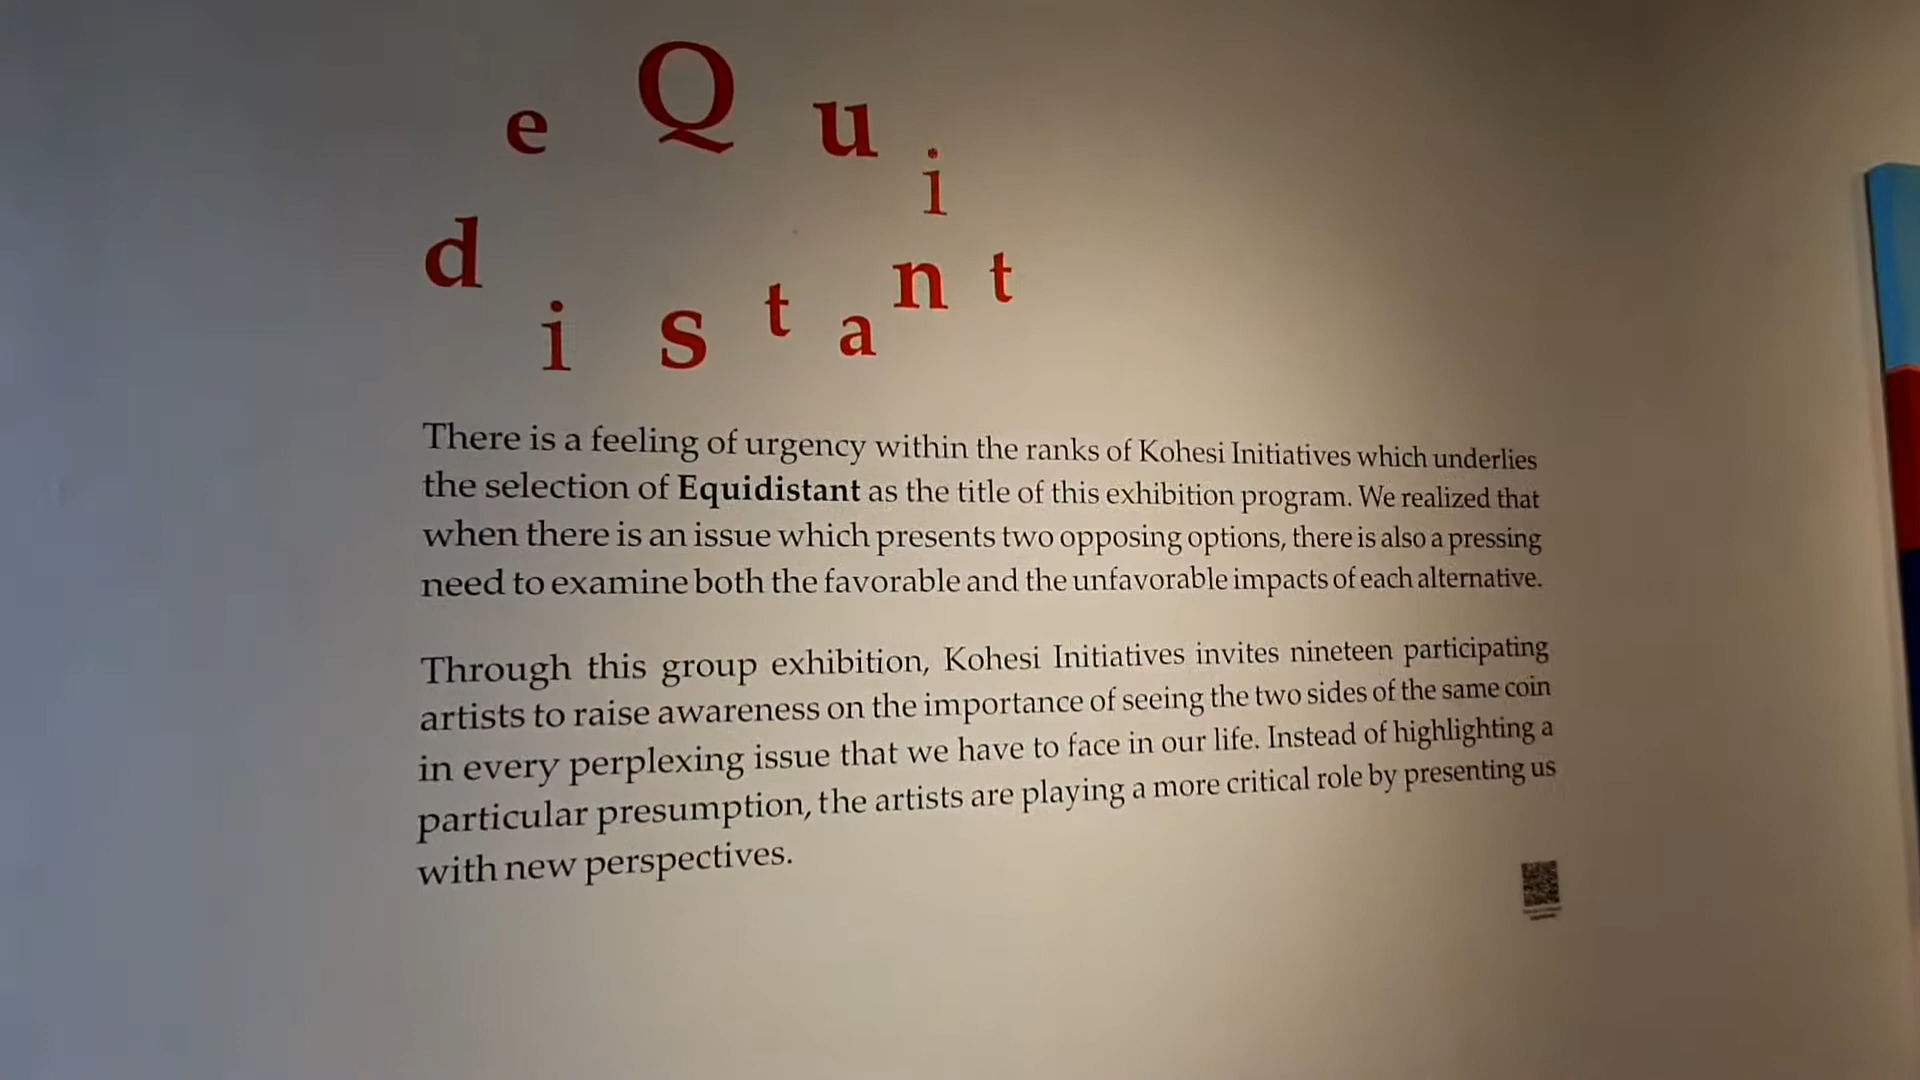 eQui
distant
There is a feeling of urgency within the ranks of Kohesi Initiatives which underlies
the selection of Equidistant as the title of this exhibition program. We realized that
when there is an issue which presents two opposing options, there is also a pressing
need to examine both the favorable and the unfavorable impacts of each alternative.
Through this group exhibition, Kohesi Initiatives invites nineteen participating
artists to raise awareness on the importance of seeing the two sides of the same coin
in every perplexing issue that we have to face in our life. Instead of highlighting a
particular presumption, the artists are playing a more critical role by presenting us
with new perspectives.